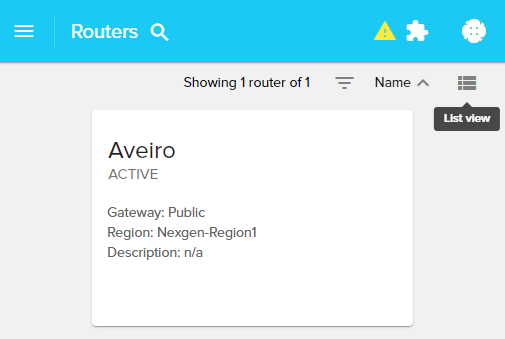 Routers
Showing 1 router of 1
Name
List view
Aveiro
ACTIVE
Gateway: Public
Region: Nexgen-Region1
Description: n/a